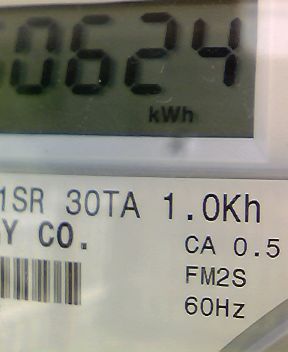 0624
kWh
1SR 30TA 1.0Kh
Y CO. CA 0.5
FM2S
60Hz